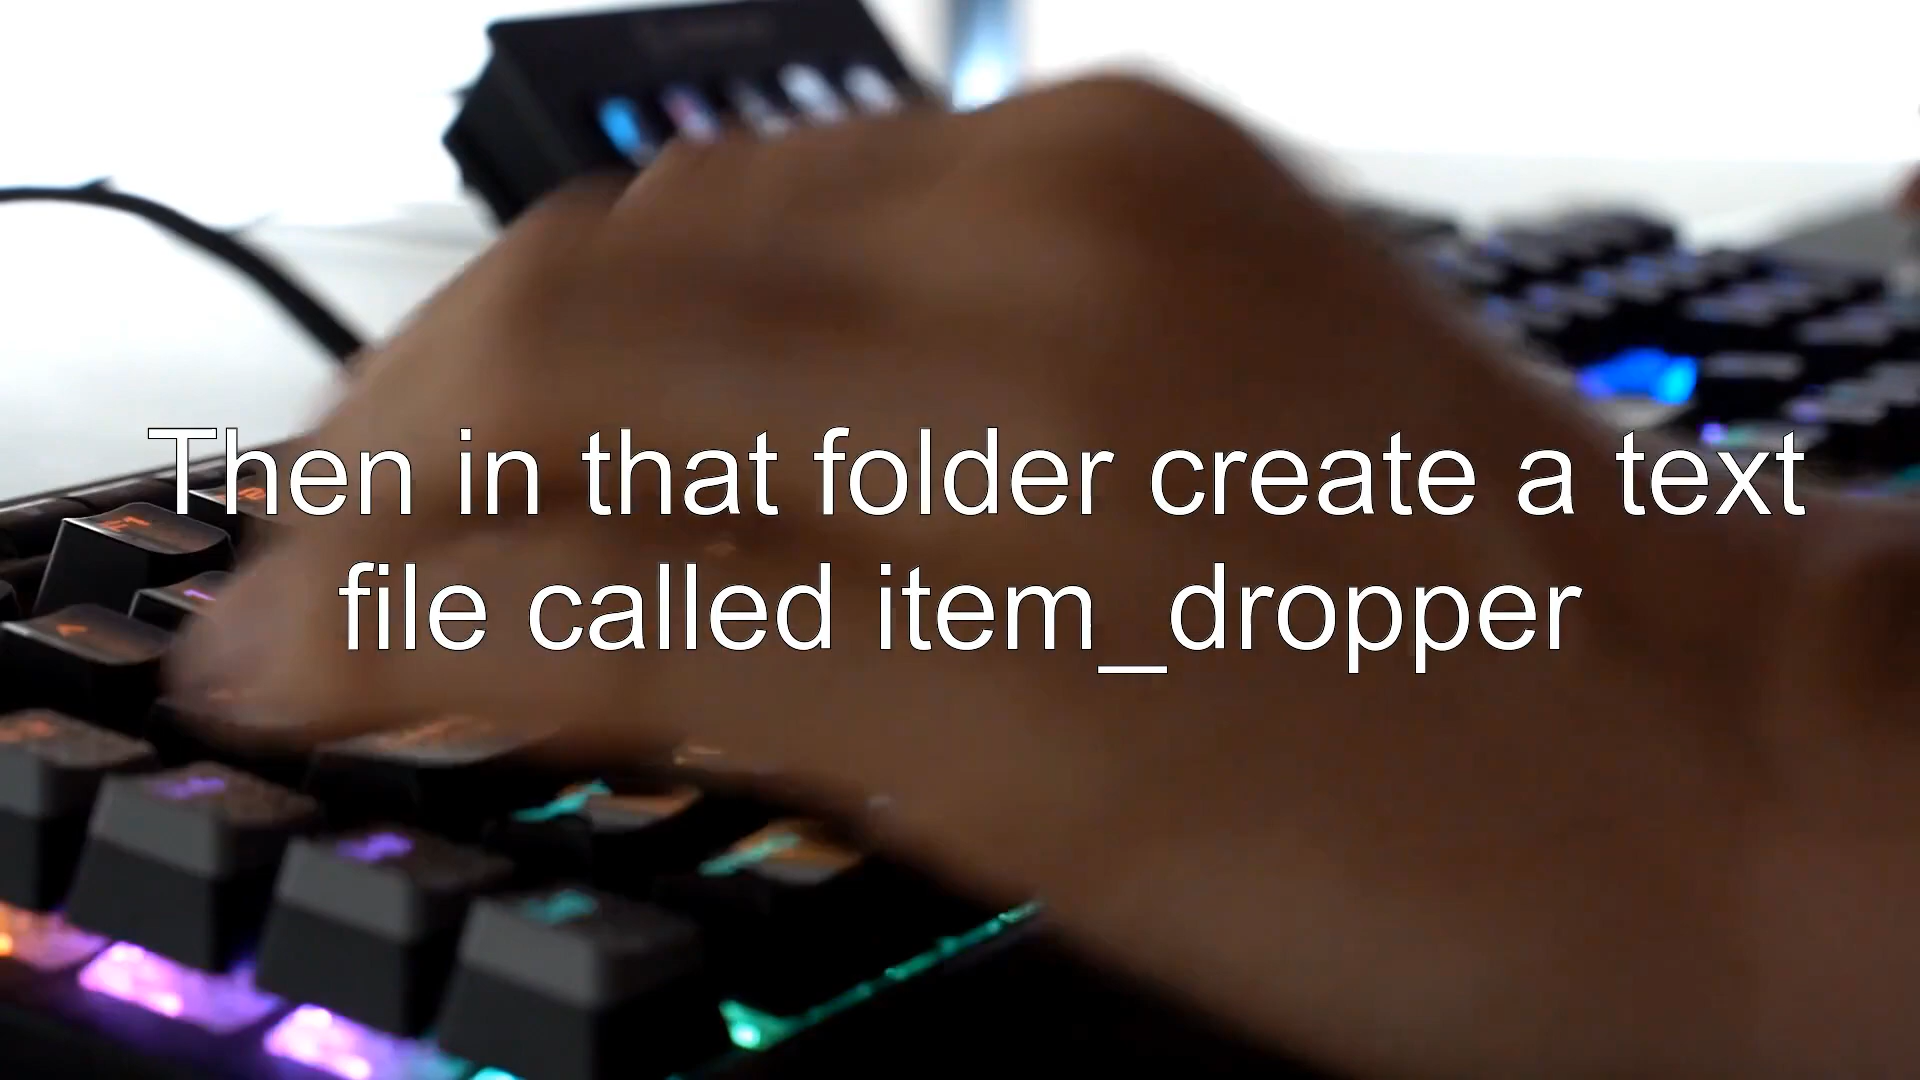 Then in that folder create a text
file called item_dropper